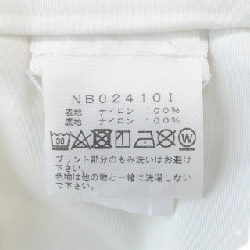 NB02410I
表地 ナイロン 100%
裏地 ナイロン 100%
プリント部分のもみ洗いはお避け
下さい。
色物は他の物と一緒に洗濯しない
で下さい。